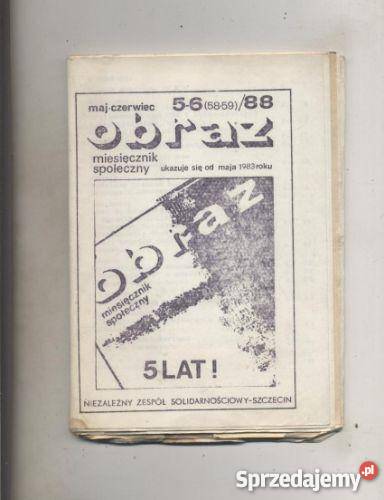 maj-czerwiec 5-6 (58-59)/88
obraz
miesięcznik
społeczny ukazuje się od maja 1983 roku
obraz
miesięcznik
społeczny
5 LAT!
NIEZALEŻNY ZESPÓŁ SOLIDARNOŚCIOWY-SZCZECIN
Sprzedajemy.pl